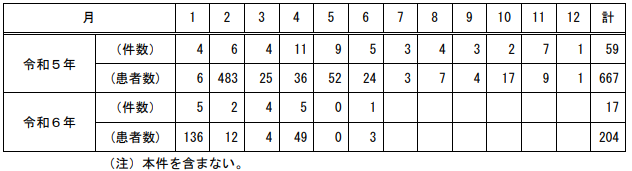 月 1 2 3 4 5 6 7 8 9 10 11 12 計
令和５年 （件数） 4 6 4 11 9 5 3 4 3 2 7 1 59
（患者数） 6 483 25 36 52 24 3 7 4 17 9 1 667
令和６年 （件数） 5 2 4 5 0 1 17
（患者数） 136 12 4 49 0 3 204
（注）本件を含まない。